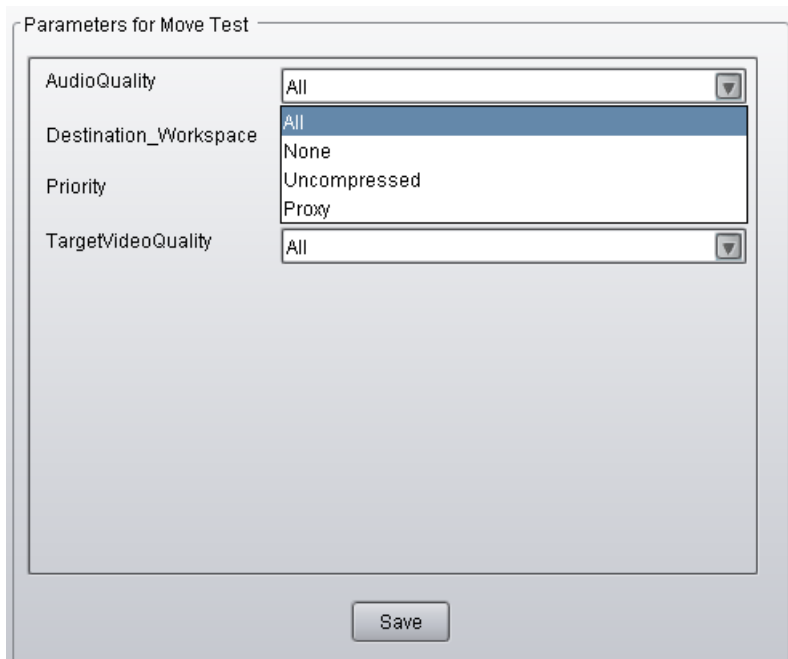 Parameters for Move Test
AudioQuality
All
All
None
Uncompressed
Proxy
Destination_Workspace
Priority
TargetVideoQuality
All
Save